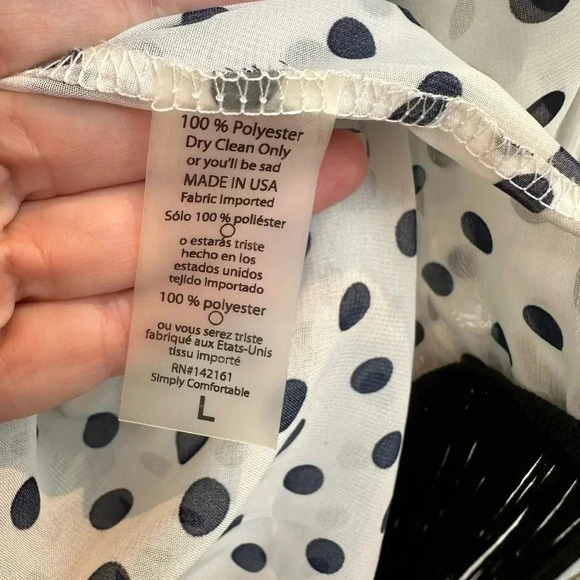 100 % Polyester
Dry Clean Only
or you'll be sad
MADE IN USA
Fabric Imported
Sólo 100 % poliéster
o estarás triste
hecho en los
estados unidos
tejido importado
100 % polyester
ou vous serez triste
fabriqué aux Etats-Unis
tissu importé
RN#142161
Simply Comfortable
L